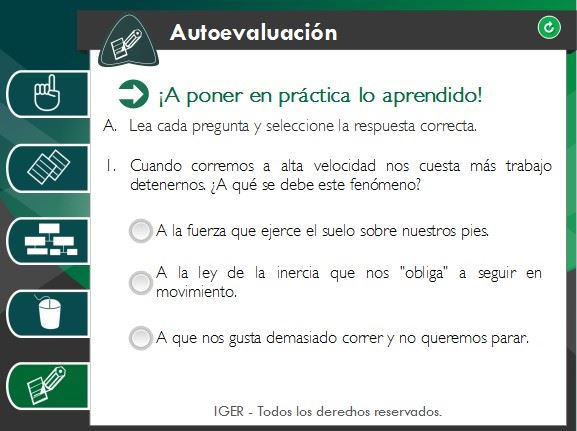 Autoevaluación
¡A poner en práctica lo aprendido!
A. Lea cada pregunta y seleccione la respuesta correcta.
1. Cuando corremos a alta velocidad nos cuesta más trabajo
detenernos. ¿A qué se debe este fenómeno?
A la fuerza que ejerce el suelo sobre nuestros pies.
A la ley de la inercia que nos "obliga" a seguir en
movimiento.
A que nos gusta demasiado correr y no queremos parar.
IGER - Todos los derechos reservados.